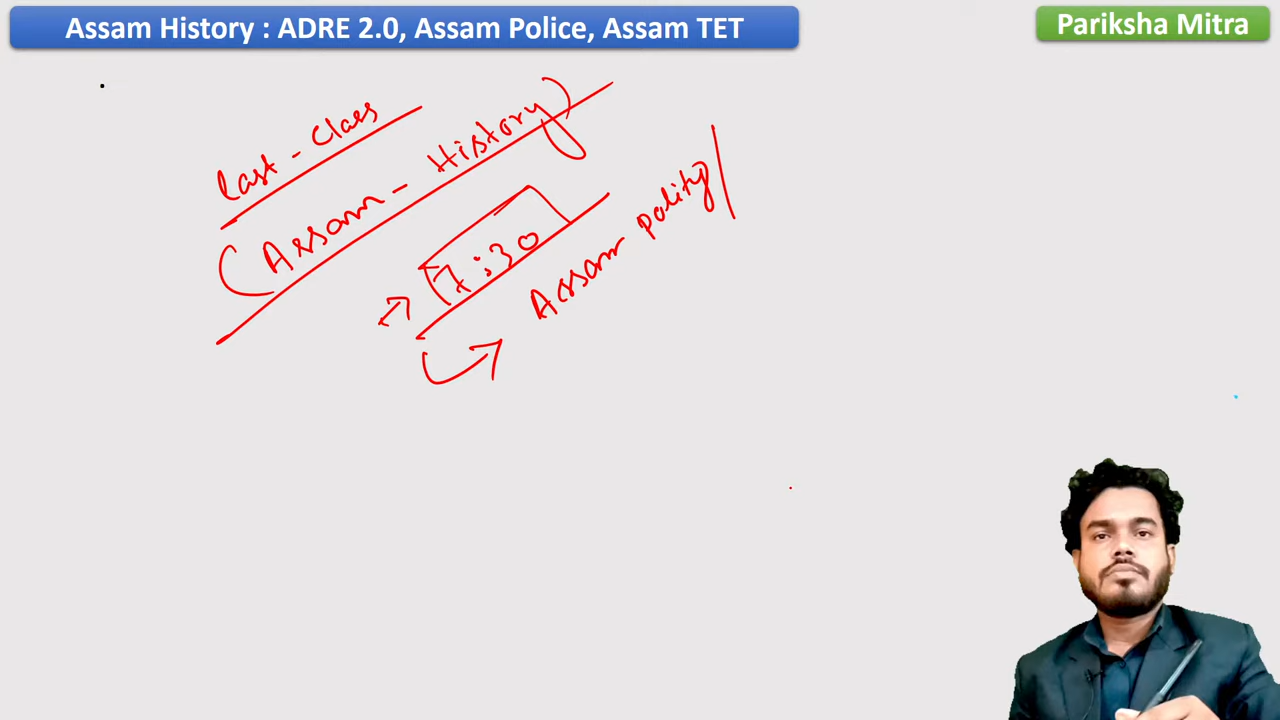 Assam History : ADRE 2.0, Assam Police, Assam TET
Pariksha Mitra
Last - Class
(Assam - History)
7:30
Assam polity/